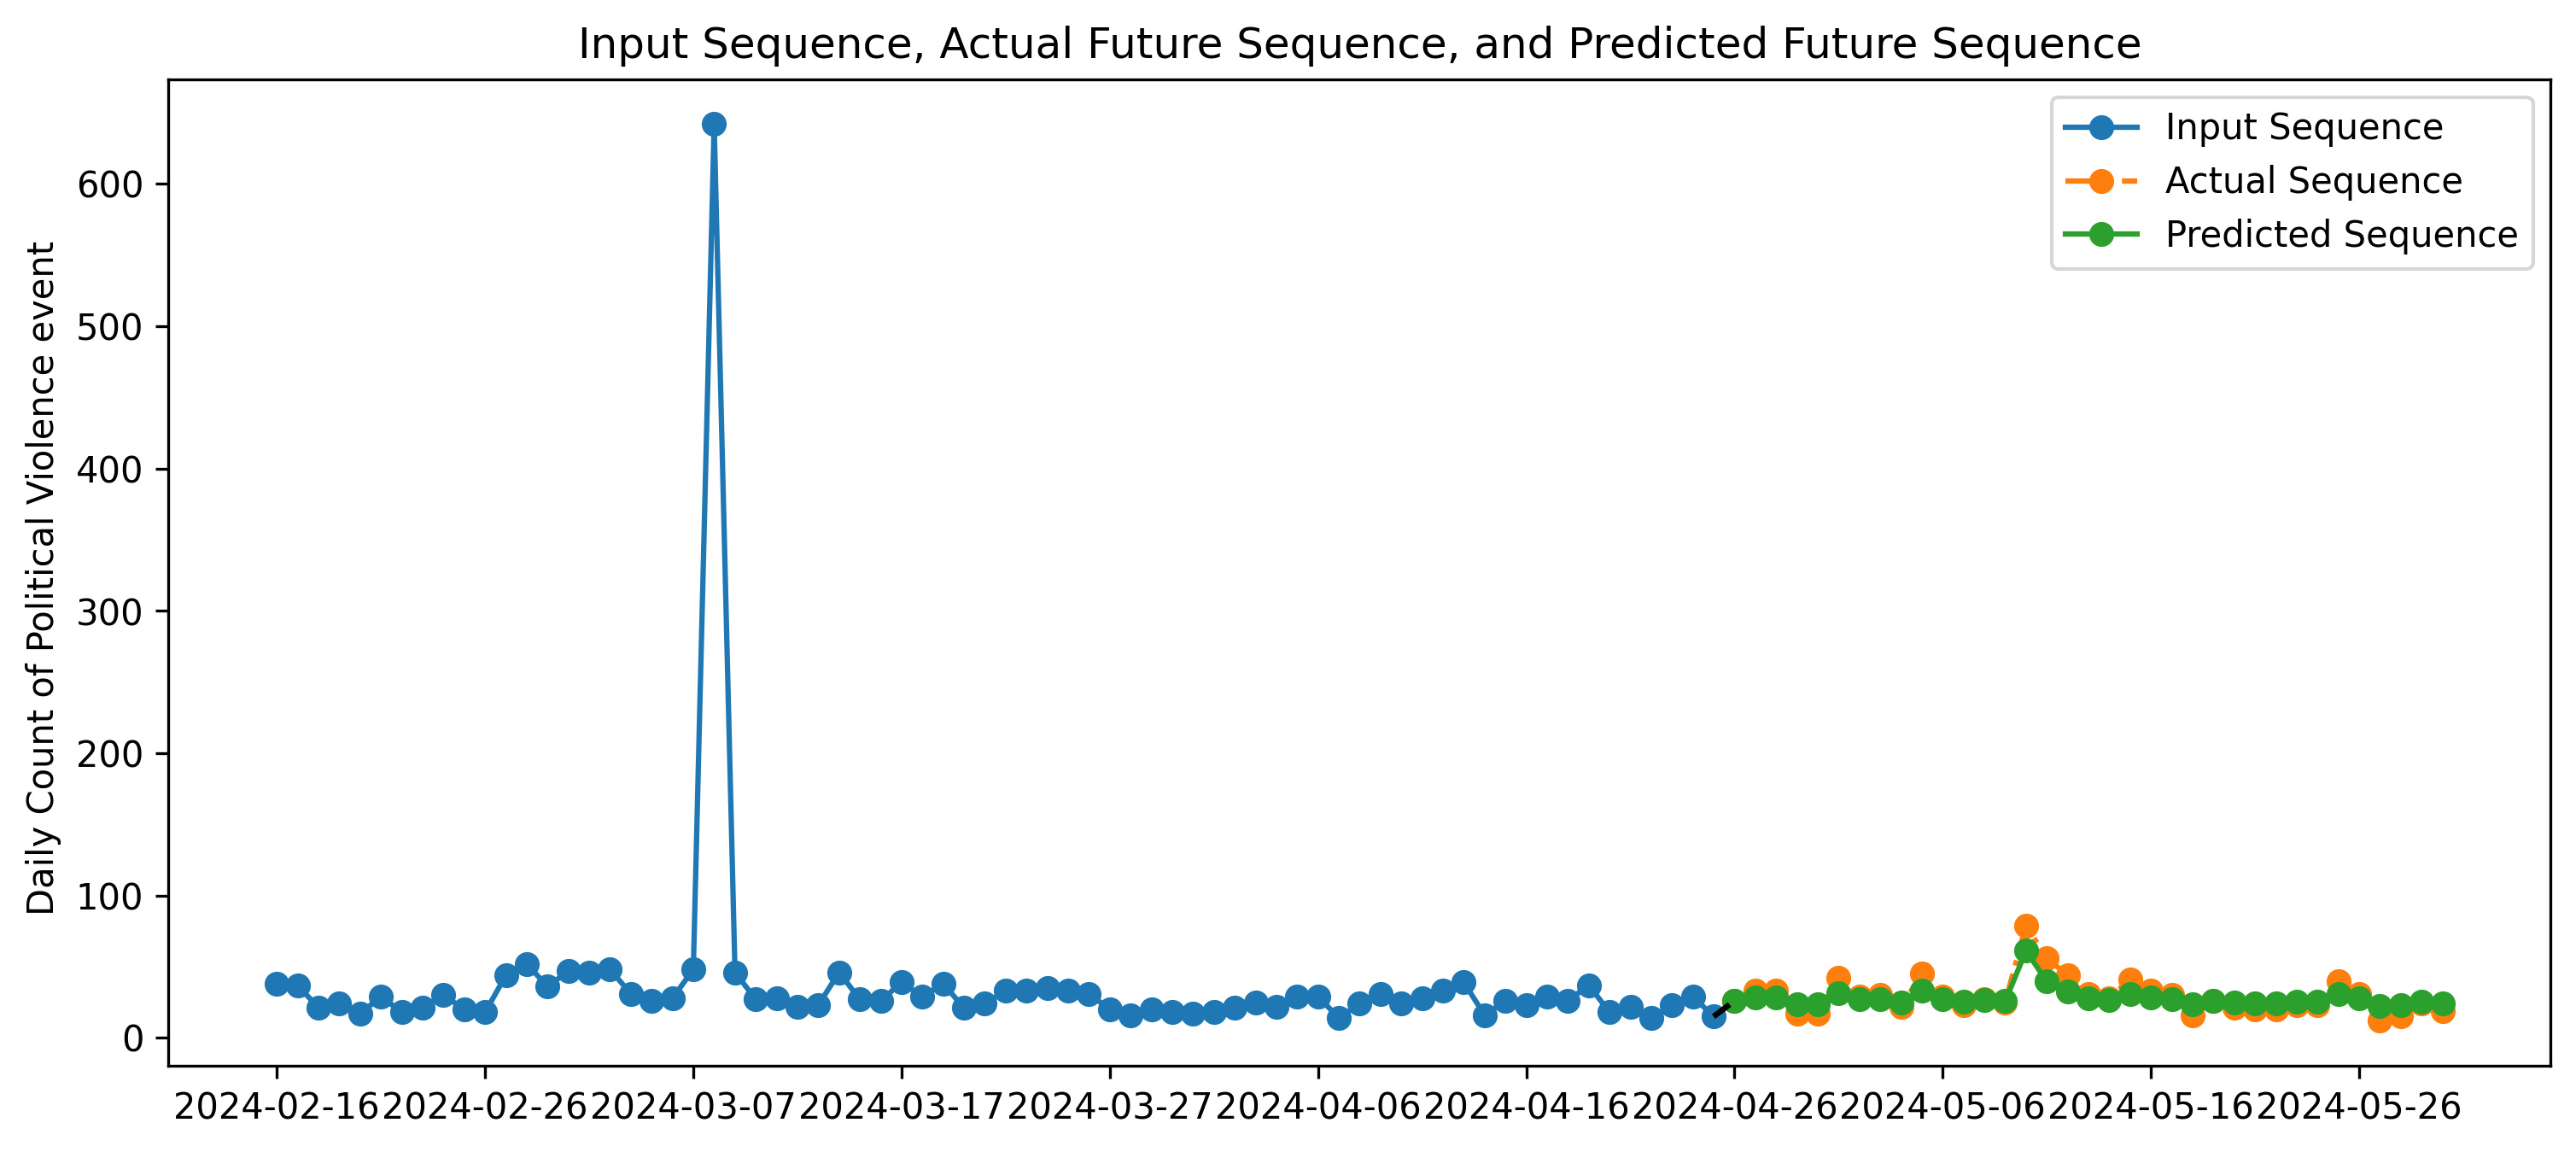 Input Sequence, Actual Future Sequence, and Predicted Future Sequence
Input Sequence
Actual Sequence
Predicted Sequence
Daily Count of Political Violence event
600
500
400
300
200
100
0
2024-02-16 2024-02-26 2024-03-07 2024-03-17 2024-03-27 2024-04-06 2024-04-16 2024-04-26 2024-05-06 2024-05-16 2024-05-26